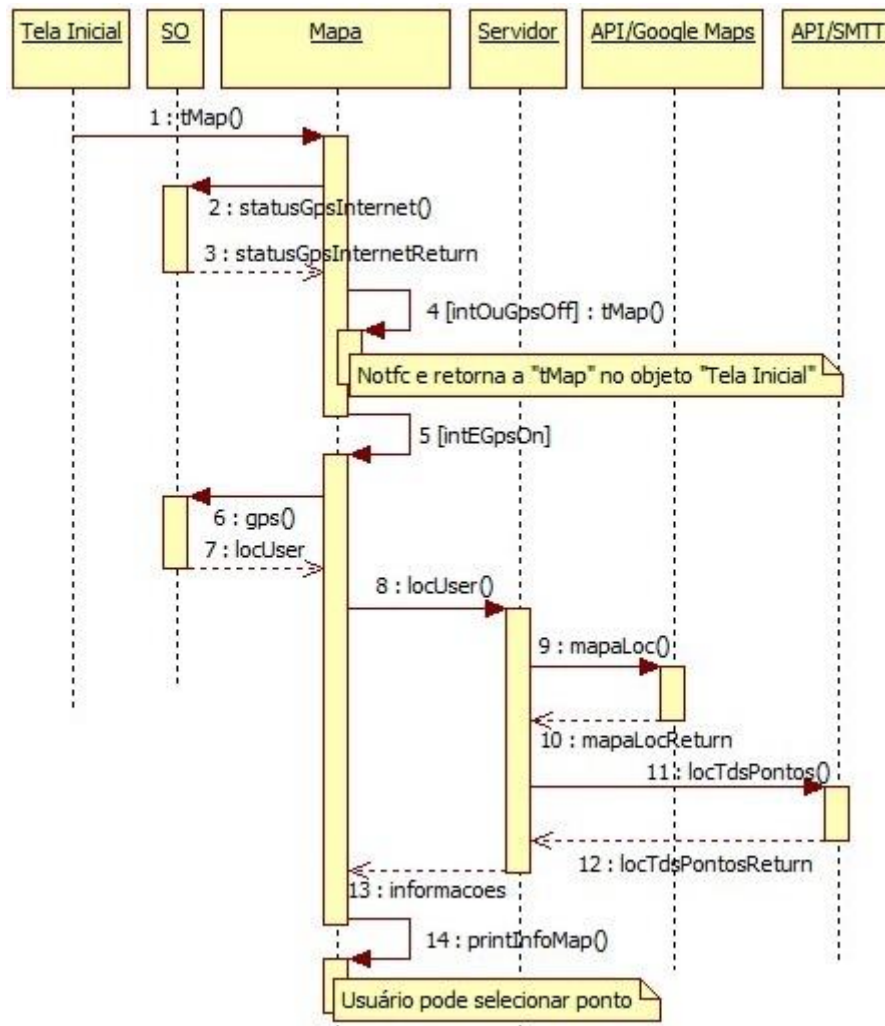 Tela Inicial
SO
Mapa
Servidor
API/Google Maps
API/SMTT
1 : tMap()
2 : statusGpsInternet()
3 : statusGpsInternetReturn
4 [intOuGpsOff] : tMap()
Notfc e retorna a "tMap" no objeto "Tela Inicial"
5 [intEGpsOn]
6 : gps()
7 : locUser
8 : locUser()
9 : mapaLoc()
10 : mapaLocReturn
11 : locTdsPontos()
12 : locTdsPontosReturn
13 : informacoes
14 : printInfoMap()
Usuário pode selecionar ponto